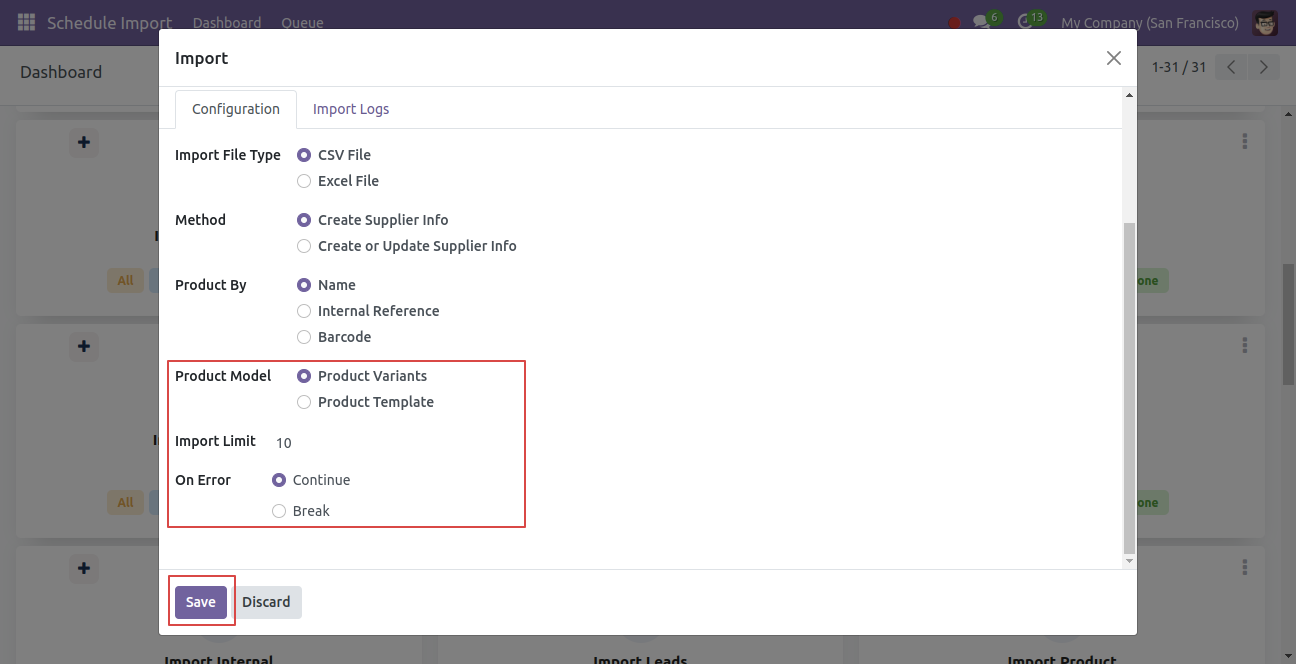 Schedule Import Dashboard Queue 6 13 My Company (San Francisco)
Dashboard 1-31 / 31
Import
Configuration Import Logs
Import File Type CSV File
Excel File
Method Create Supplier Info
Create or Update Supplier Info
All
Product By Name
Internal Reference
Barcode
Product Model Product Variants
Product Template
Import Limit 10
On Error Continue
All
Break
Save Discard
Import Internal Import Leads Import Product